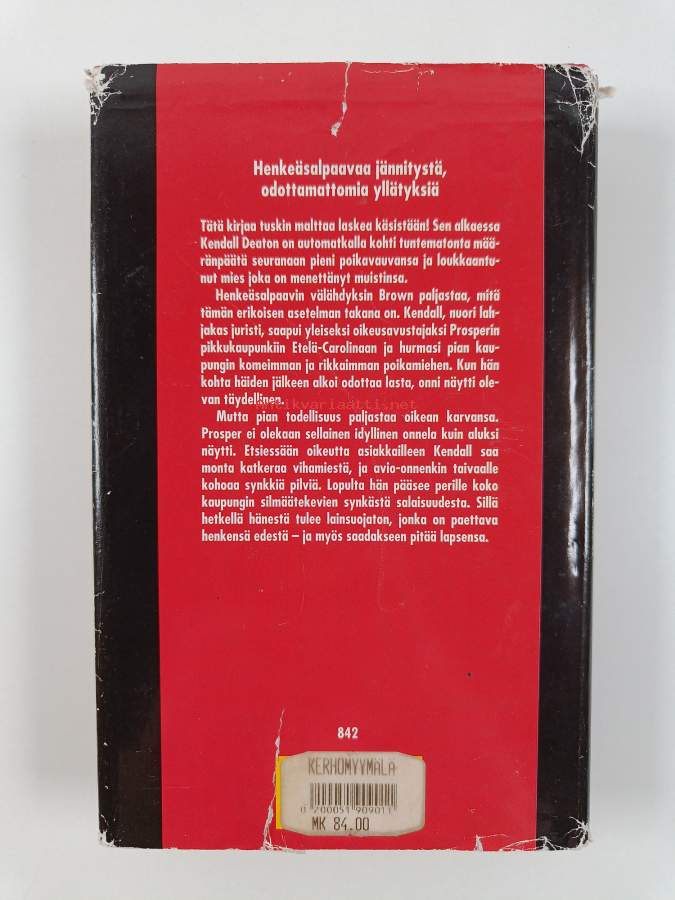 Henkeäsalpaavaa jännitystä,
odottamattomia yllätyksiä
Tätä kirjaa tuskin malttaa laskea käsistään! Sen alkaessa
Kendall Deaton on automatkalla kohti tuntematonta mää-
ränpäätä seuranaan pieni poikavauvansa ja loukkaantu-
nut mies joka on menettänyt muistinsa.
Henkeäsalpaavin välähdyksin Brown paljastaa, mitä
tämän erikoisen asetelman takana on. Kendall, nuori lah-
jakas juristi, saapui yleiseksi oikeusavustajaksi Prosperin
pikkukaupunkiin Etelä-Carolinaan ja hurmasi pian kau-
pungin komeimman ja rikkaimman poikamiehen. Kun hän
kohta häiden jälkeen alkoi odottaa lasta, onni näytti ole-
van täydellinen.
Antikvariaatti.net
Mutta pian todellisuus paljastaa oikean karvansa.
Prosper ei olekaan sellainen idyllinen onnela kuin aluksi
näytti. Etsiessään oikeutta asiakkailleen Kendall saa
monta katkeraa vihamiestä, ja avio-onnenkin taivaalle
kohoaa synkkiä pilviä. Lopulta hän pääsee perille koko
kaupungin silmäätekevien synkästä salaisuudesta. Sillä
hetkellä hänestä tulee lainsuojaton, jonka on paettava
henkensä edestä – ja myös saadakseen pitää lapsensa.
842
KERHOMYYMALA
0 200051 909011
MK 84.00